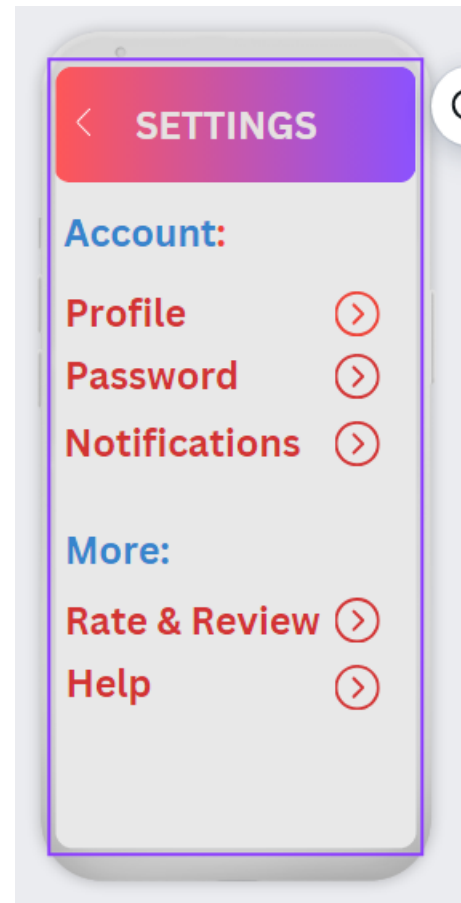 SETTINGS
Account:
Profile
Password
Notifications
More:
Rate & Review
Help